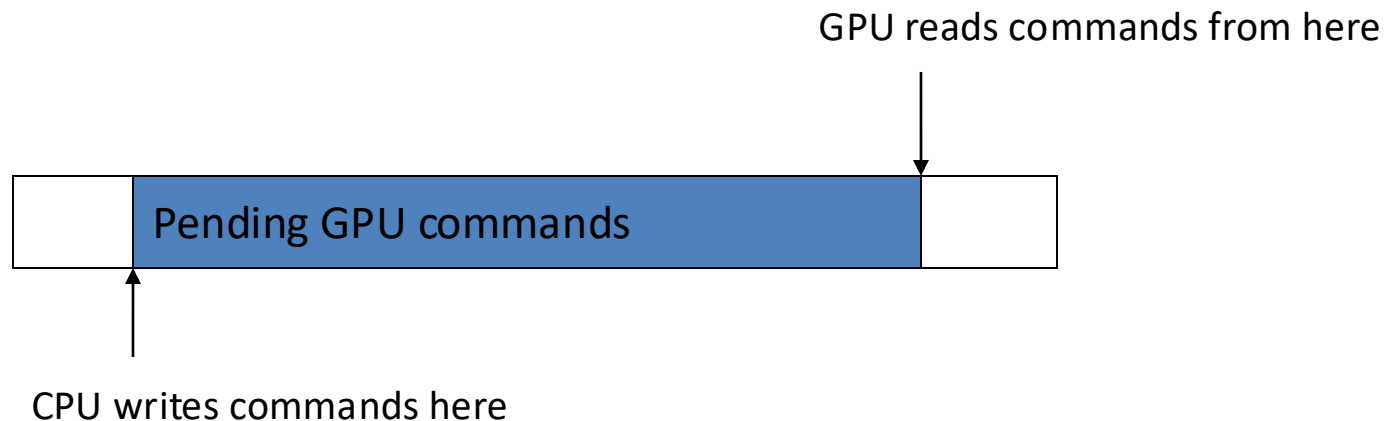 GPU reads commands from here
Pending GPU commands
CPU writes commands here